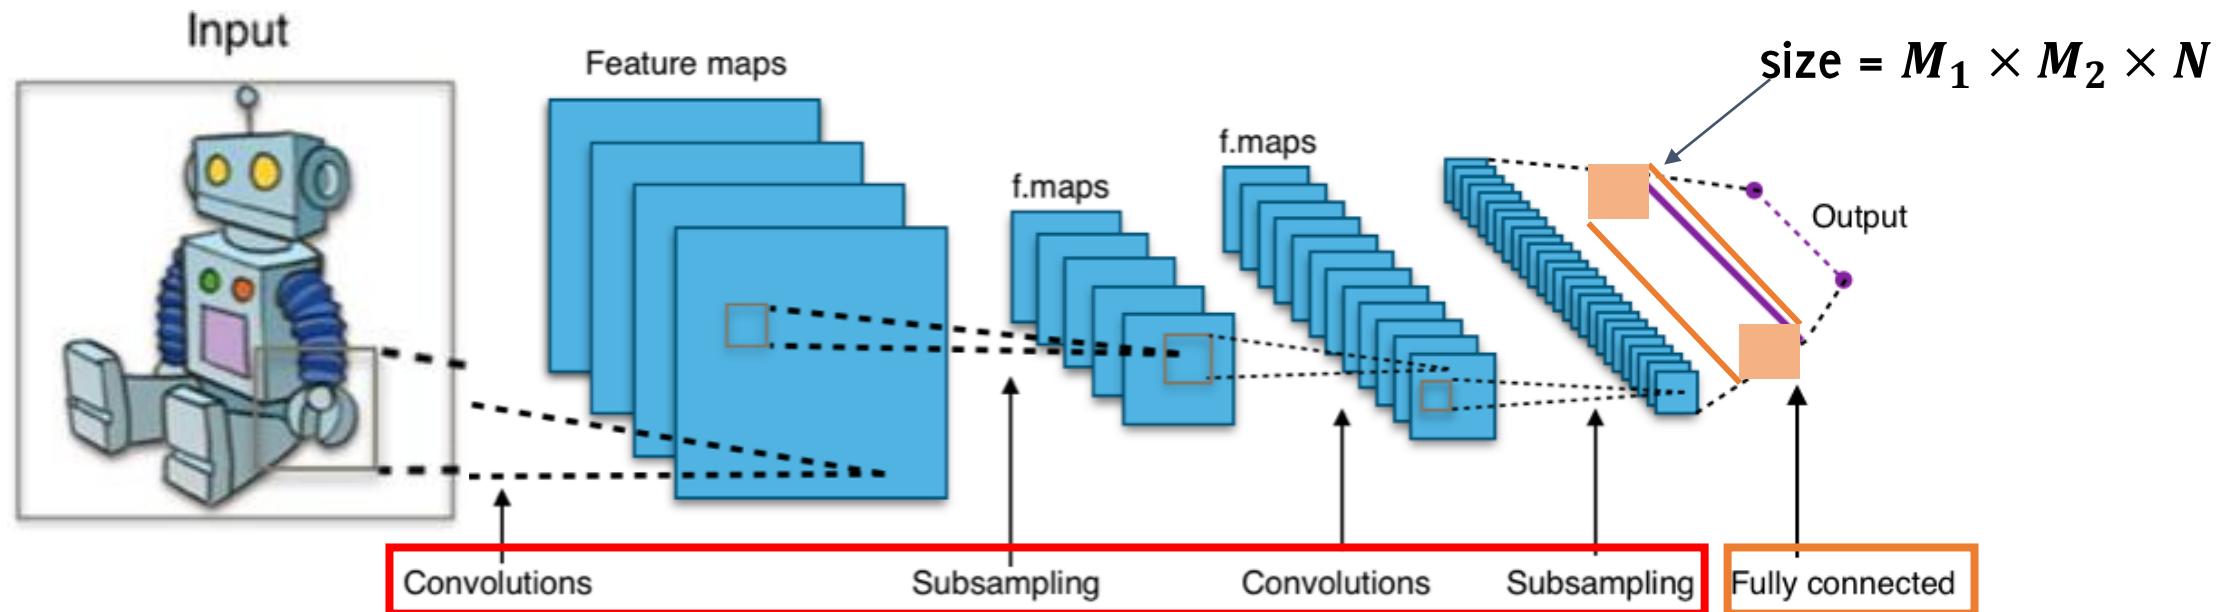 Input
Feature maps
f.maps
f.maps
size = M₁ × M₂ × N
Output
Convolutions
Subsampling
Convolutions
Subsampling
Fully connected